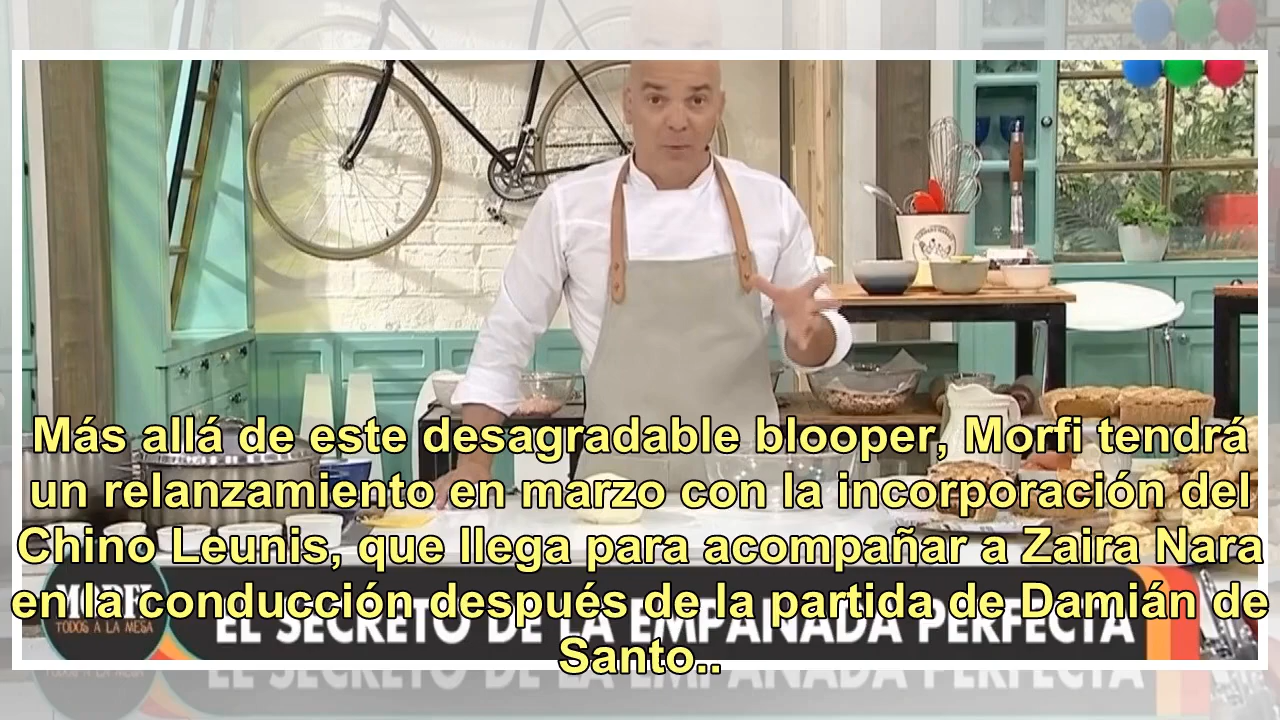 Más allá de este desagradable blooper, Morfi tendrá
un relanzamiento en marzo con la incorporación del
Chino Leunis, que llega para acompañar a Zaira Nara
en la conducción después de la partida de Damián de
Santo..
MORFI
TODOS A LA MESA
EL SECRETO DE LA EMPANADA PERFECTA